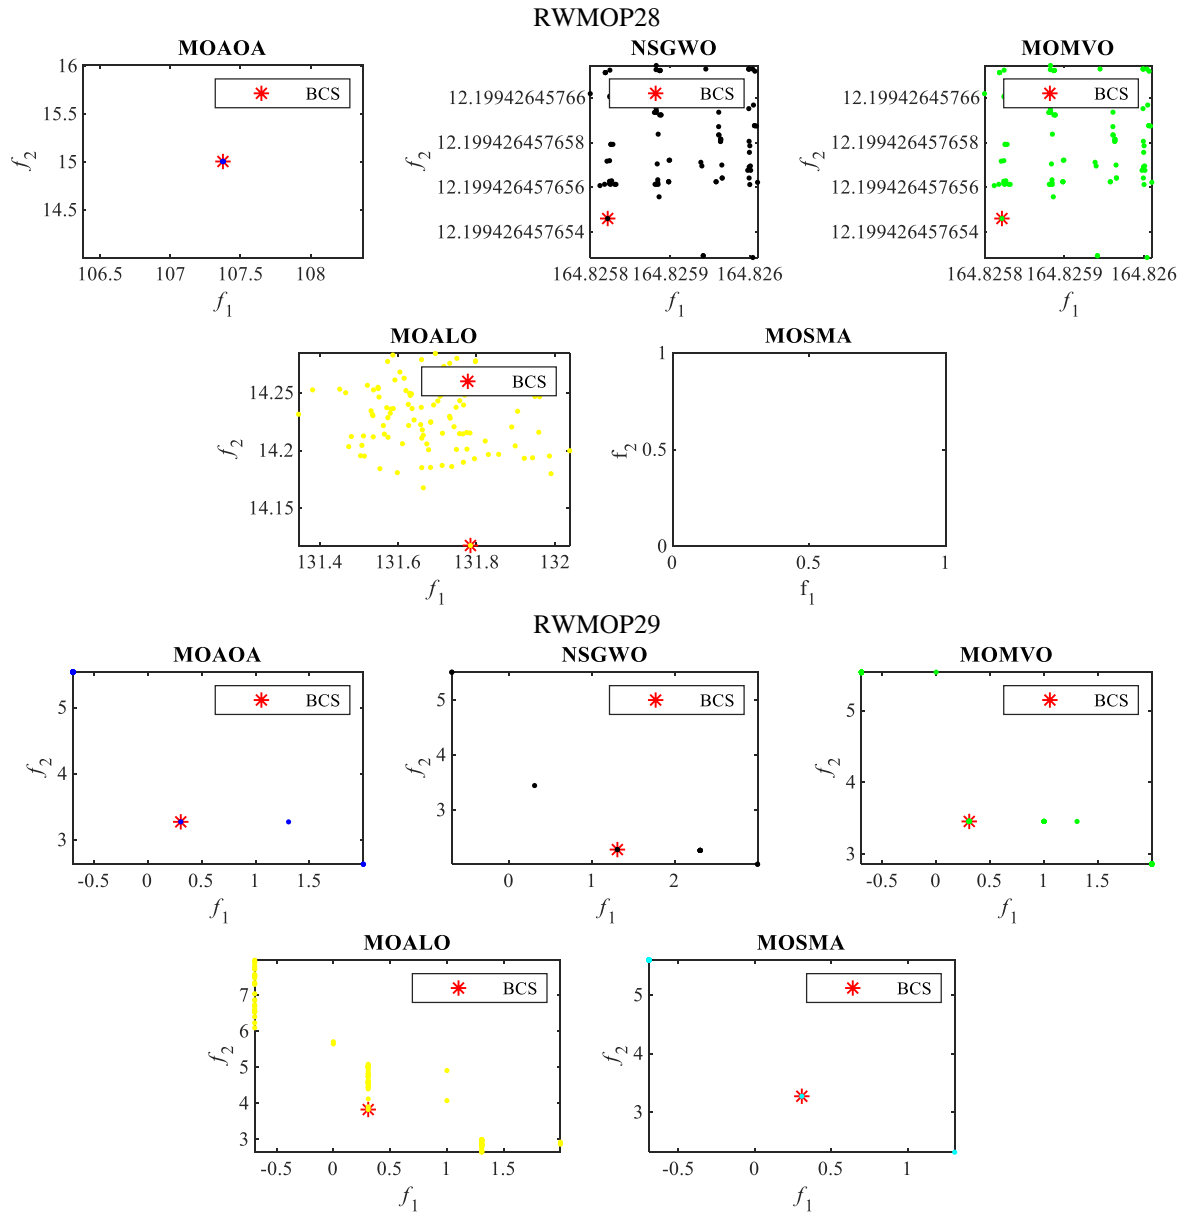 RWMOP28
MOAOA
NSGWO
MOMVO
16
15.5
15
14.5
f2
BCS
106.5 107 107.5 108
f1
12.19942645766
12.199426457658
12.199426457656
12.199426457654
f2
BCS
164.8258 164.8259 164.826
f1
12.19942645766
12.199426457658
12.199426457656
12.199426457654
f2
BCS
164.8258 164.8259 164.826
f1
MOALO
MOSMA
14.25
14.2
14.15
f2
BCS
131.4 131.6 131.8 132
f1
1
0.5
0
f2
0 0.5 1
f1
RWMOP29
MOAOA
NSGWO
MOMVO
5
4
3
f2
BCS
-0.5 0 0.5 1 1.5
f1
5
4
3
f2
BCS
0 1 2
f1
5
4
3
f2
BCS
-0.5 0 0.5 1 1.5
f1
MOALO
MOSMA
7
6
5
4
3
f2
BCS
-0.5 0 0.5 1 1.5
f1
5
4
3
f2
BCS
-0.5 0 0.5 1
f1